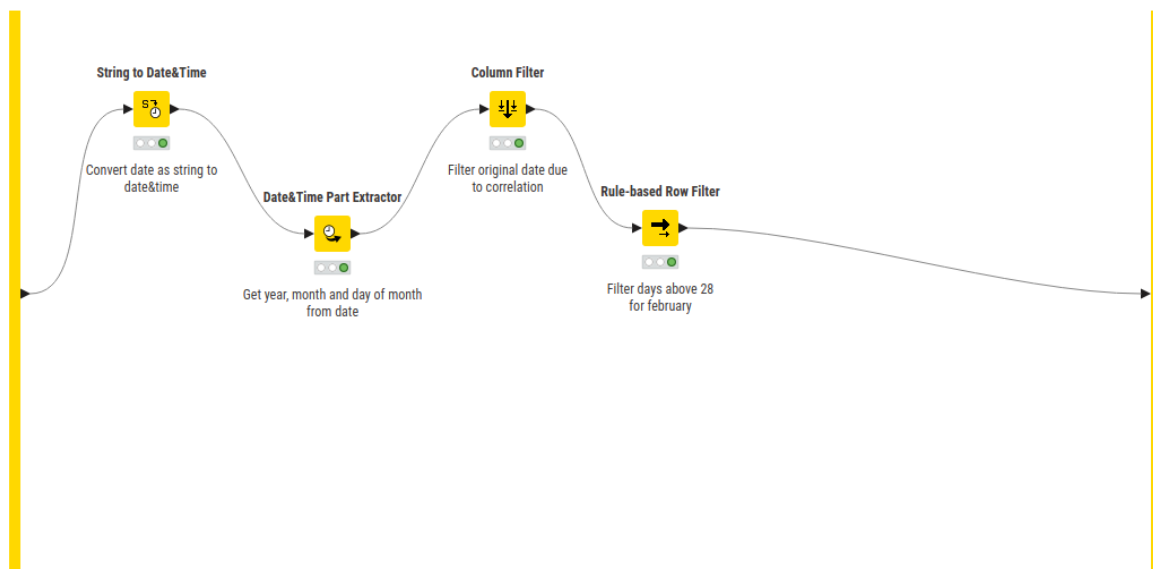 String to Date&Time
Convert date as string to
date&time
Date&Time Part Extractor
Get year, month and day of month
from date
Column Filter
Filter original date due
to correlation
Rule-based Row Filter
Filter days above 28
for february